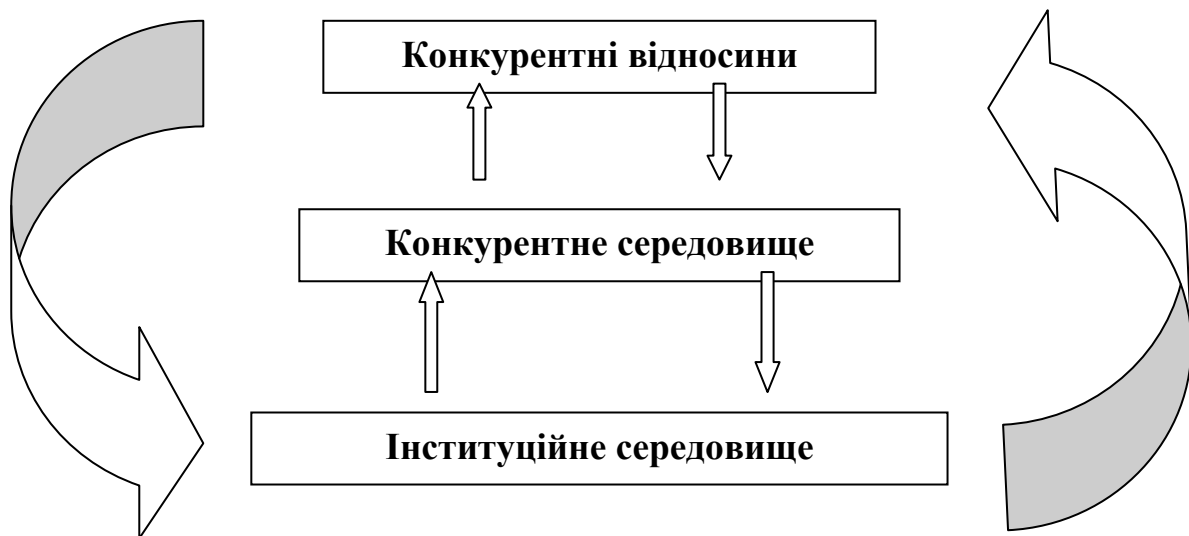 Конкурентні відносини
Конкурентне середовище
Інституційне середовище